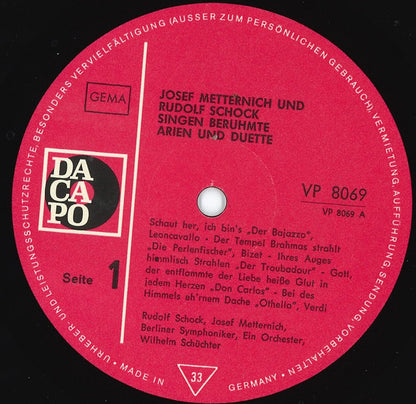 URHEBER- UND LEISTUNGSSCHUTZRECHTE, BESONDERS VERVIELFÄLTIGUNG (AUSSER ZUM PERSÖNLICHEN GEBRAUCH), VERMIETUNG, AUFFÜHRUNG, SENDUNG, VORBEHALTEN
GEMA
JOSEF METTERNICH UND
RUDOLF SCHOCK
SINGEN BERÜHMTE
ARIEN UND DUETTE
DA
CA
PO
VP 8069
VP 8069 A
Seite 1
Schaut her, ich bin's „Der Bajazzo",
Leoncavallo - Der Tempel Brahmas strahlt
„Die Perlenfischer", Bizet - Ihres Auges
himmlisch Strahlen „Der Troubadour" - Gott,
der entflammte der Liebe heiße Glut in
jedem Herzen „Don Carlos" - Bei des
Himmels eh'rnem Dache „Othello", Verdi
Rudolf Schock, Josef Metternich,
Berliner Symphoniker, Ein Orchester,
Wilhelm Schüchter
MADE IN
33
GERMANY